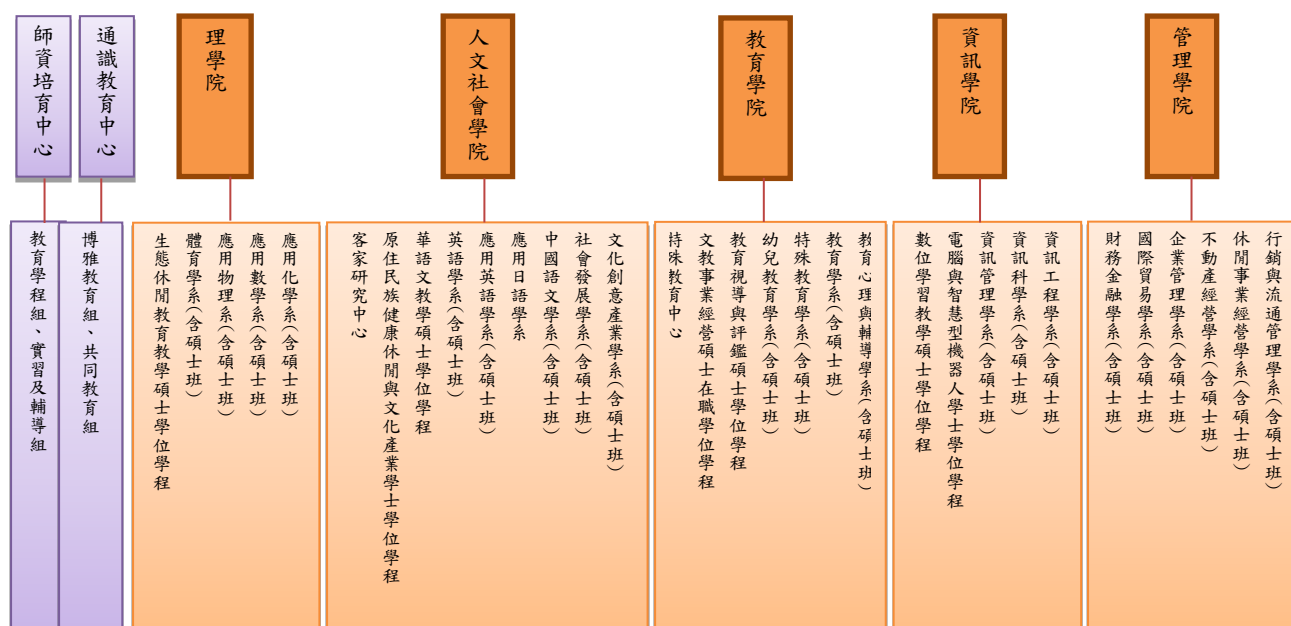 管理學院
行銷與流通管理學系(含碩士班)
休閒事業經營學系(含碩士班)
不動產經營學系(含碩士班)
企業管理學系(含碩士班)
國際貿易學系(含碩士班)
財務金融學系(含碩士班)
資訊學院
資訊工程學系(含碩士班)
資訊科學系(含碩士班)
資訊管理學系(含碩士班)
電腦與智慧型機器人學士學位學程
數位學習教學碩士學位學程
教育學院
教育心理與輔導學系(含碩士班)
教育學系(含碩士班)
特殊教育學系(含碩士班)
幼兒教育學系(含碩士班)
教育視導與評鑑碩士學位學程
文教事業經營碩士在職學位學程
特殊教育中心
人文社會學院
文化創意產業學系(含碩士班)
社會發展學系(含碩士班)
中國語文學系(含碩士班)
應用日語學系
應用英語學系(含碩士班)
英語學系(含碩士班)
華語文教學碩士學位學程
原住民族健康休閒與文化產業學士學位學程
客家研究中心
理學院
應用化學系(含碩士班)
應用數學系(含碩士班)
應用物理系(含碩士班)
體育學系(含碩士班)
生態休閒教育教學碩士學位學程
通識教育中心
博雅教育組、共同教育組
師資培育中心
教育學程組、實習及輔導組